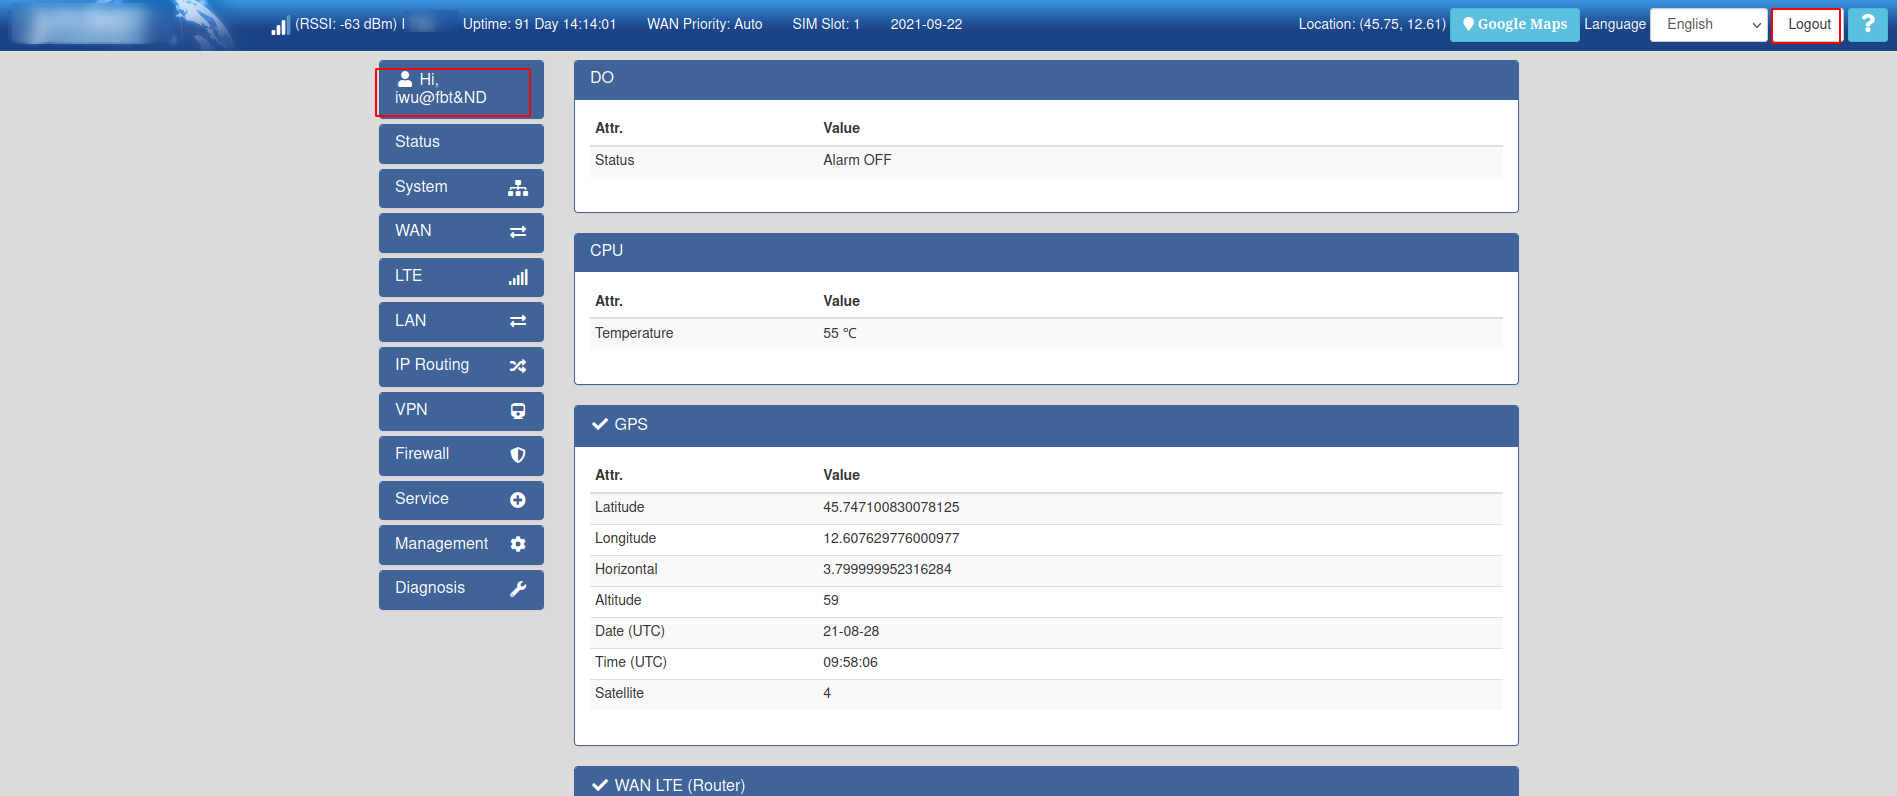 (RSSI: -63 dBm) Uptime: 91 Day 14:14:01 WAN Priority: Auto SIM Slot: 1 2021-09-22 Location: (45.75, 12.61) Google Maps Language English Logout ?
Hi,
iwu@fbt&ND
Status
System
WAN
LTE
LAN
IP Routing
VPN
Firewall
Service
Management
Diagnosis
DO
Attr. Value
Status Alarm OFF
CPU
Attr. Value
Temperature 55 ℃
GPS
Attr. Value
Latitude 45.747100830078125
Longitude 12.607629776000977
Horizontal 3.799999952316284
Altitude 59
Date (UTC) 21-08-28
Time (UTC) 09:58:06
Satellite 4
WAN LTE (Router)